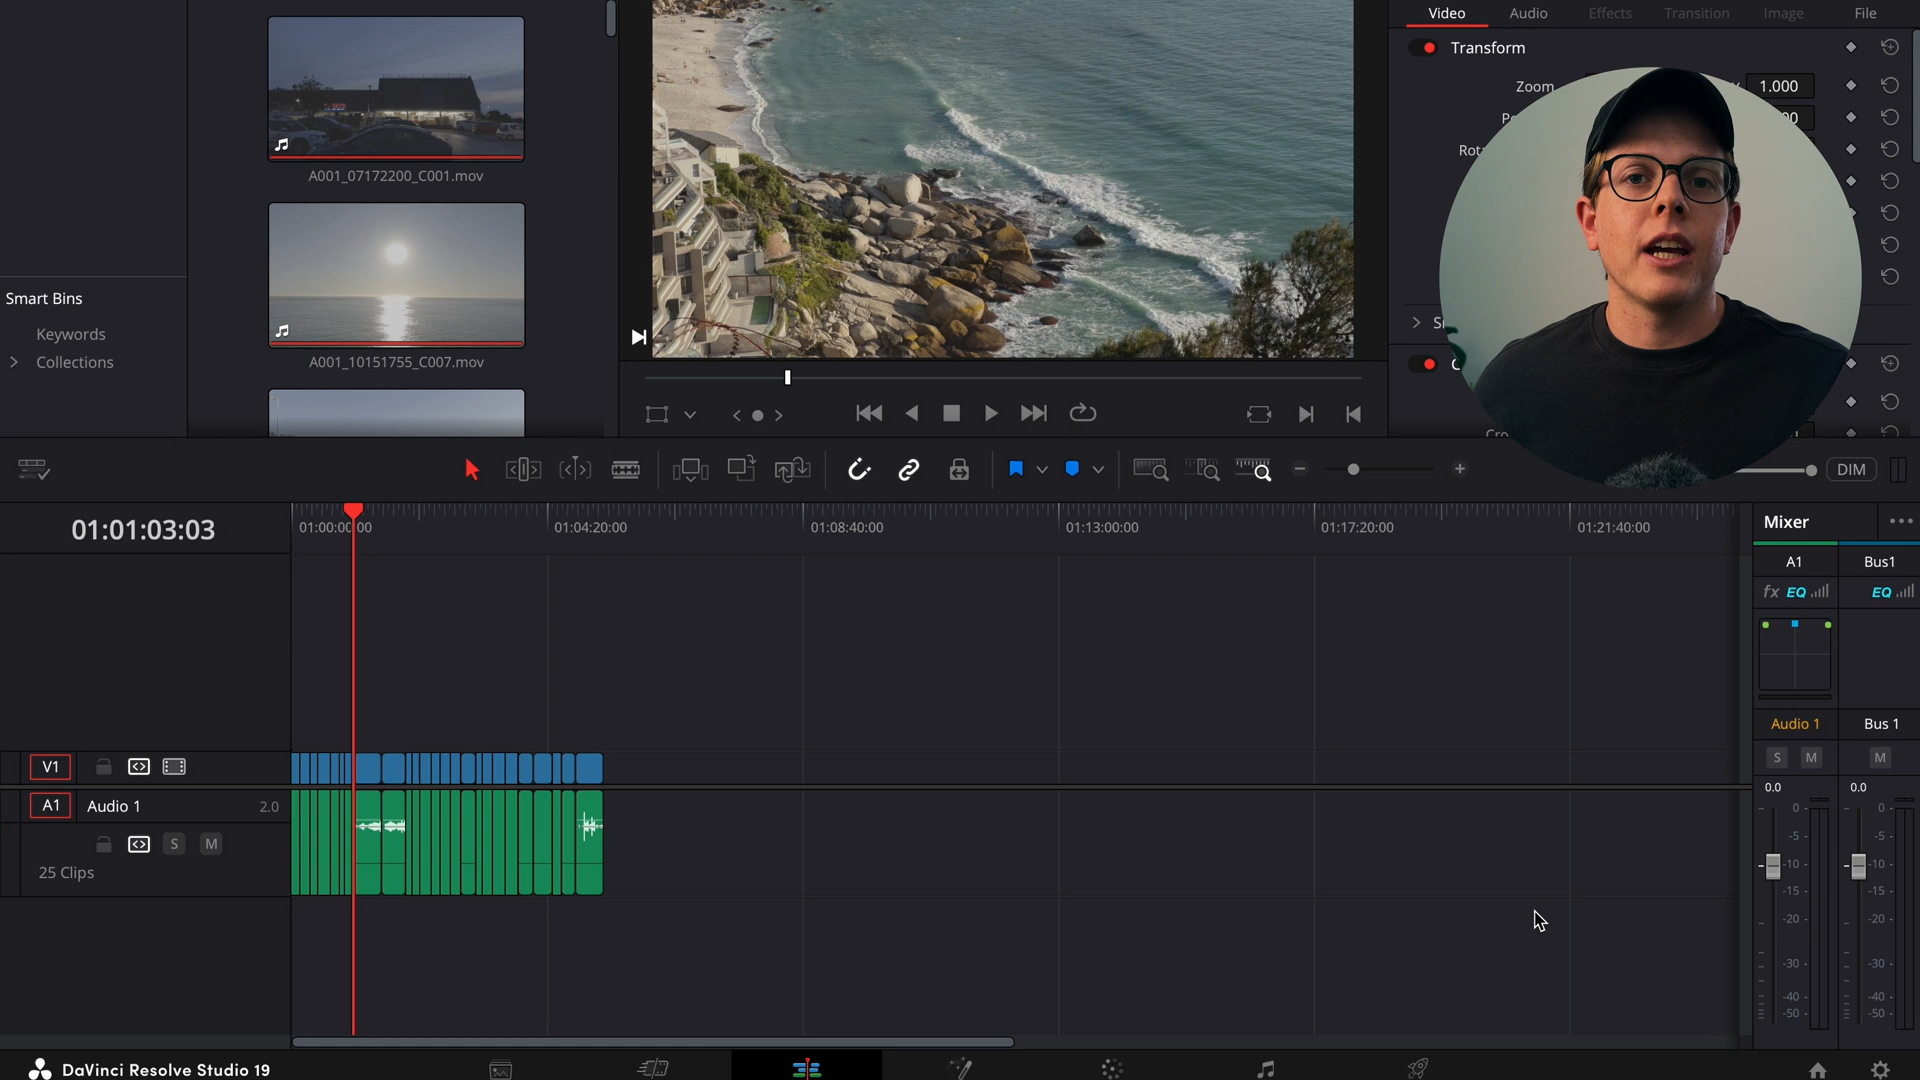 Video Audio Effects Transition Image File
Transform
Zoom 1.000
A001_07172200_C001.mov
Smart Bins
Keywords
Collections
A001_10151755_C007.mov
DIM
01:01:03:03
01:00:00:00 01:04:20:00 01:08:40:00 01:13:00:00 01:17:20:00 01:21:40:00
Mixer
A1 Bus1
fx EQ EQ
Audio 1 Bus 1
S M M
V1
A1 Audio 1 2.0
S M
25 Clips
0.0 0.0
0 0
-5 -5
-10 -10
-15 -15
-20 -20
-30 -30
-40 -40
-50 -50
DaVinci Resolve Studio 19